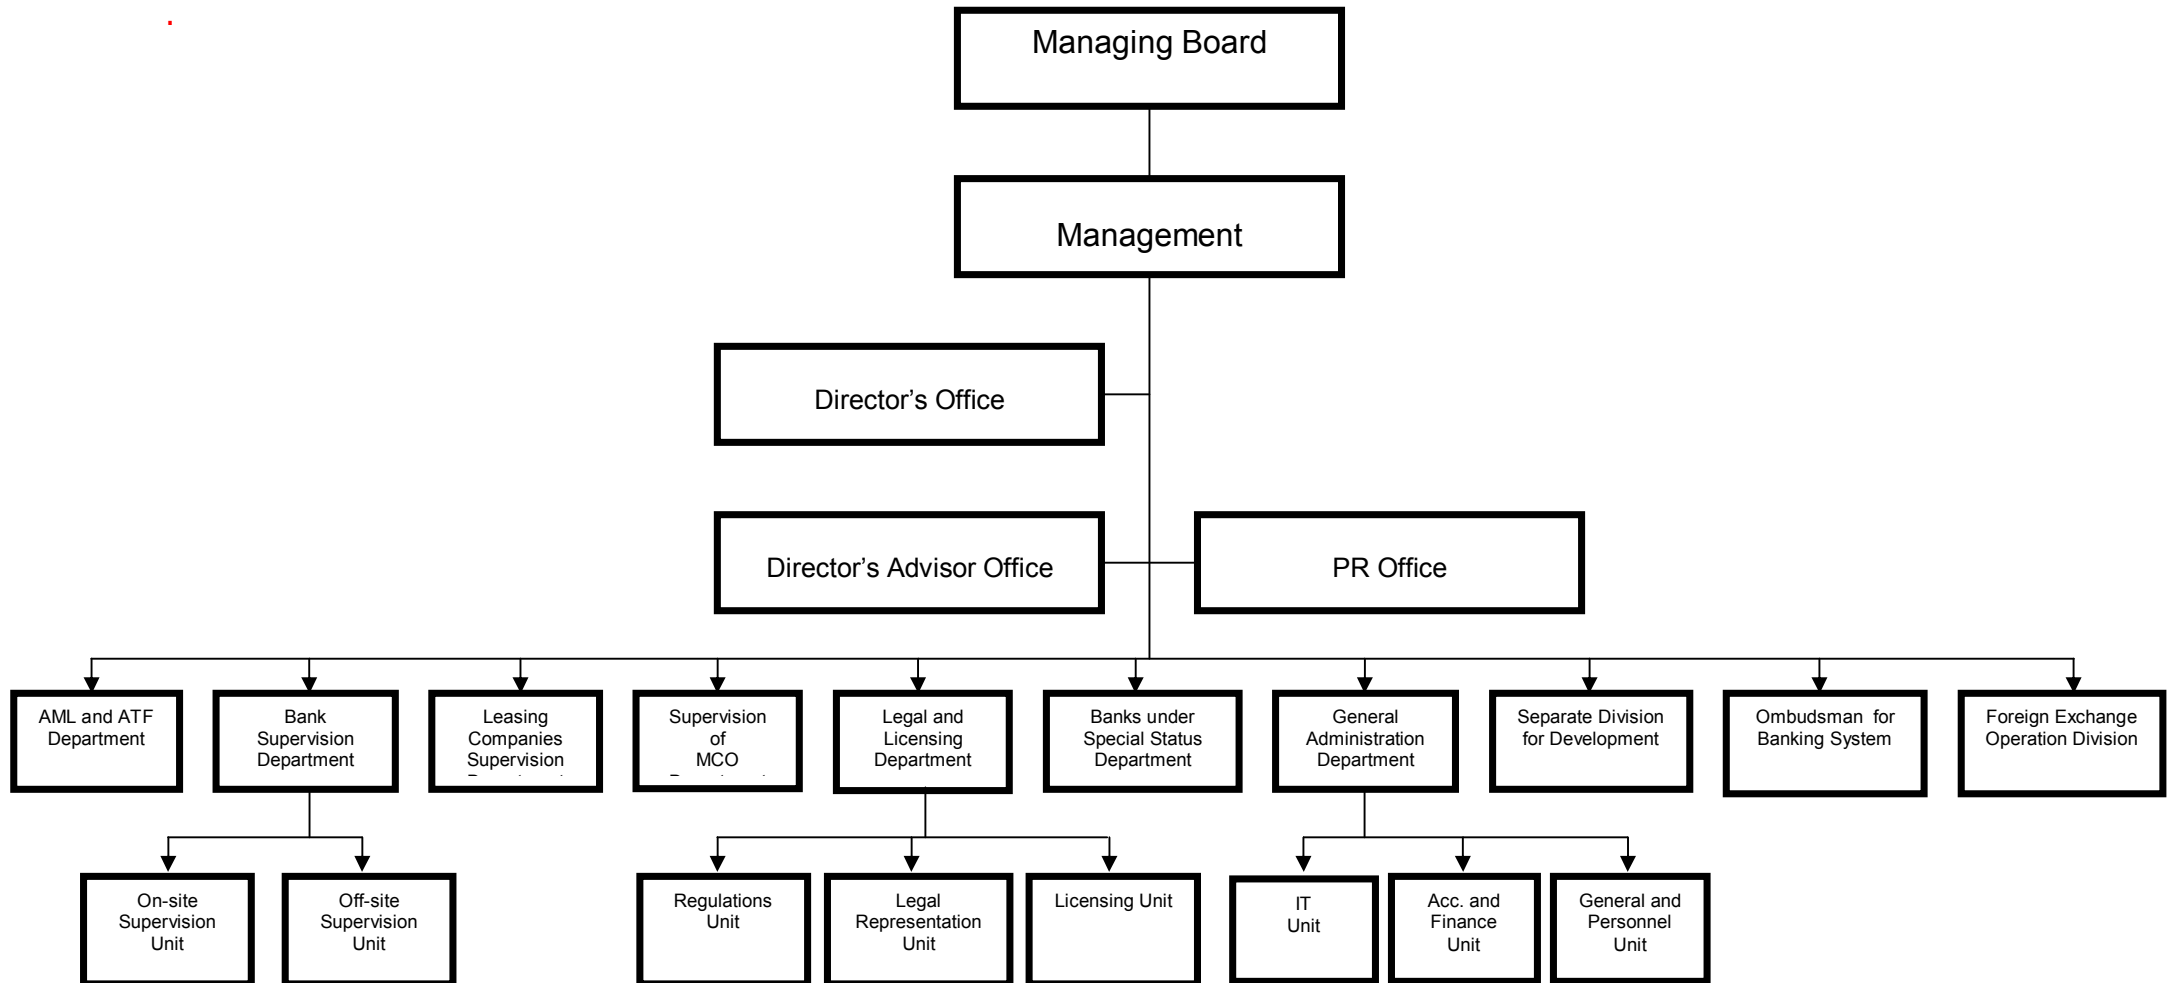 Managing Board
Management
Director’s Office
Director’s Advisor Office
PR Office
AML and ATF
Department
Bank
Supervision
Department
Leasing
Companies
Supervision
Supervision
of
MCO
Legal and
Licensing
Department
Banks under
Special Status
Department
General
Administration
Department
Separate Division
for Development
Ombudsman for
Banking System
Foreign Exchange
Operation Division
On-site
Supervision
Unit
Off-site
Supervision
Unit
Regulations
Unit
Legal
Representation
Unit
Licensing Unit
IT
Unit
Acc. and
Finance
Unit
General and
Personnel
Unit